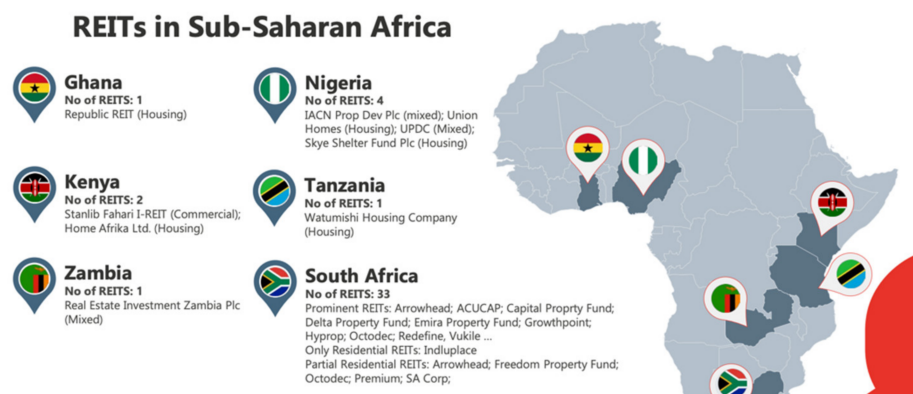 REITs in Sub-Saharan Africa
Ghana
No of REITS: 1
Republic REIT (Housing)
Nigeria
No of REITS: 4
IACN Prop Dev Plc (mixed); Union
Homes (Housing); UPDC (Mixed);
Skye Shelter Fund Plc (Housing)
Kenya
No of REITS: 2
Stanlib Fahari I-REIT (Commercial);
Home Afrika Ltd. (Housing)
Tanzania
No of REITS: 1
Watumishi Housing Company
(Housing)
Zambia
No of REITS: 1
Real Estate Investment Zambia Plc
(Mixed)
South Africa
No of REITS: 33
Prominent REITs: Arrowhead; ACUCAP; Capital Proprty Fund;
Delta Property Fund; Emira Property Fund; Growthpoint;
Hyprop; Octodec; Redefine, Vukile ...
Only Residential REITs: Indluplace
Partial Residential REITs: Arrowhead; Freedom Property Fund;
Octodec; Premium; SA Corp;